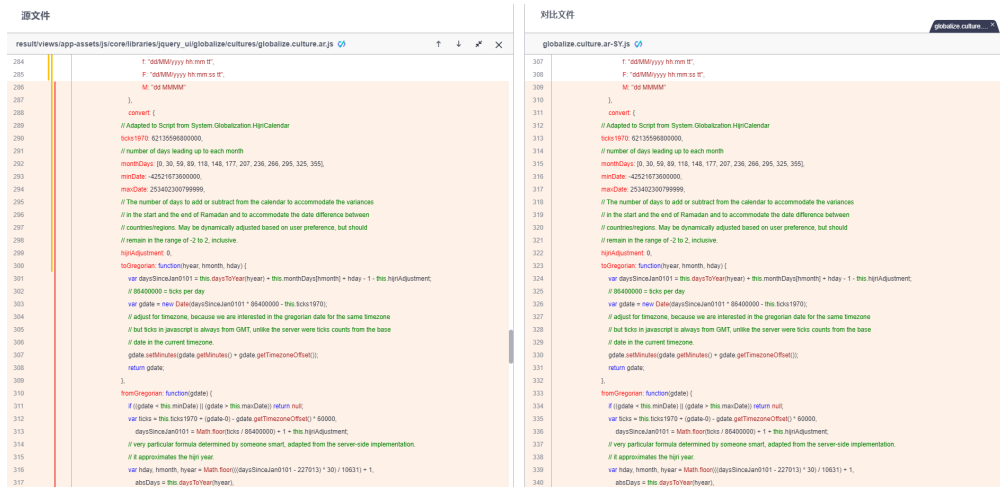 源文件
result/views/app-assets/js/core/libraries/jquery_ui/globalize/cultures/globalize.culture.ar.js
284 f: "dd/MM/yyyy hh:mm tt",
285 F: "dd/MM/yyyy hh:mm:ss tt",
286 M: "dd MMMM"
287 },
288 convert: {
289 // Adapted to Script from System.Globalization.HijriCalendar
290 ticks1970: 62135596800000,
291 // number of days leading up to each month
292 monthDays: [0, 30, 59, 89, 118, 148, 177, 207, 236, 266, 295, 325, 355],
293 minDate: -42521673600000,
294 maxDate: 253402300799999,
295 // The number of days to add or subtract from the calendar to accommodate the variances
296 // in the start and the end of Ramadan and to accommodate the date difference between
297 // countries/regions. May be dynamically adjusted based on user preference, but should
298 // remain in the range of -2 to 2, inclusive.
299 hijriAdjustment: 0,
300 toGregorian: function(hyear, hmonth, hday) {
301 var daysSinceJan0101 = this.daysToYear(hyear) + this.monthDays[hmonth] + hday - 1 - this.hijriAdjustment;
302 // 86400000 = ticks per day
303 var gdate = new Date(daysSinceJan0101 * 86400000 - this.ticks1970);
304 // adjust for timezone, because we are interested in the gregorian date for the same timezone
305 // but ticks in javascript is always from GMT, unlike the server were ticks counts from the base
306 // date in the current timezone.
307 gdate.setMinutes(gdate.getMinutes() + gdate.getTimezoneOffset());
308 return gdate;
309 },
310 fromGregorian: function(gdate) {
311 if ((gdate < this.minDate) || (gdate > this.maxDate)) return null;
312 var ticks = this.ticks1970 + (gdate-0) - gdate.getTimezoneOffset() * 60000,
313 daysSinceJan0101 = Math.floor(ticks / 86400000) + 1 + this.hijriAdjustment;
314 // very particular formula determined by someone smart, adapted from the server-side implementation.
315 // it approximates the hijri year.
316 var hday, hmonth, hyear = Math.floor(((daysSinceJan0101 - 227013) * 30) / 10631) + 1,
317 absDays = this.daysToYear(hyear),
对比文件
globalize.culture....
globalize.culture.ar-SY.js
307 f: "dd/MM/yyyy hh:mm tt",
308 F: "dd/MM/yyyy hh:mm:ss tt",
309 M: "dd MMMM"
310 },
311 convert: {
312 // Adapted to Script from System.Globalization.HijriCalendar
313 ticks1970: 62135596800000,
314 // number of days leading up to each month
315 monthDays: [0, 30, 59, 89, 118, 148, 177, 207, 236, 266, 295, 325, 355],
316 minDate: -42521673600000,
317 maxDate: 253402300799999,
318 // The number of days to add or subtract from the calendar to accommodate the variances
319 // in the start and the end of Ramadan and to accommodate the date difference between
320 // countries/regions. May be dynamically adjusted based on user preference, but should
321 // remain in the range of -2 to 2, inclusive.
322 hijriAdjustment: 0,
323 toGregorian: function(hyear, hmonth, hday) {
324 var daysSinceJan0101 = this.daysToYear(hyear) + this.monthDays[hmonth] + hday - 1 - this.hijriAdjustment;
325 // 86400000 = ticks per day
326 var gdate = new Date(daysSinceJan0101 * 86400000 - this.ticks1970);
327 // adjust for timezone, because we are interested in the gregorian date for the same timezone
328 // but ticks in javascript is always from GMT, unlike the server were ticks counts from the base
329 // date in the current timezone.
330 gdate.setMinutes(gdate.getMinutes() + gdate.getTimezoneOffset());
331 return gdate;
332 },
333 fromGregorian: function(gdate) {
334 if ((gdate < this.minDate) || (gdate > this.maxDate)) return null;
335 var ticks = this.ticks1970 + (gdate-0) - gdate.getTimezoneOffset() * 60000,
336 daysSinceJan0101 = Math.floor(ticks / 86400000) + 1 + this.hijriAdjustment;
337 // very particular formula determined by someone smart, adapted from the server-side implementation.
338 // it approximates the hijri year.
339 var hday, hmonth, hyear = Math.floor(((daysSinceJan0101 - 227013) * 30) / 10631) + 1,
340 absDays = this.daysToYear(hyear),